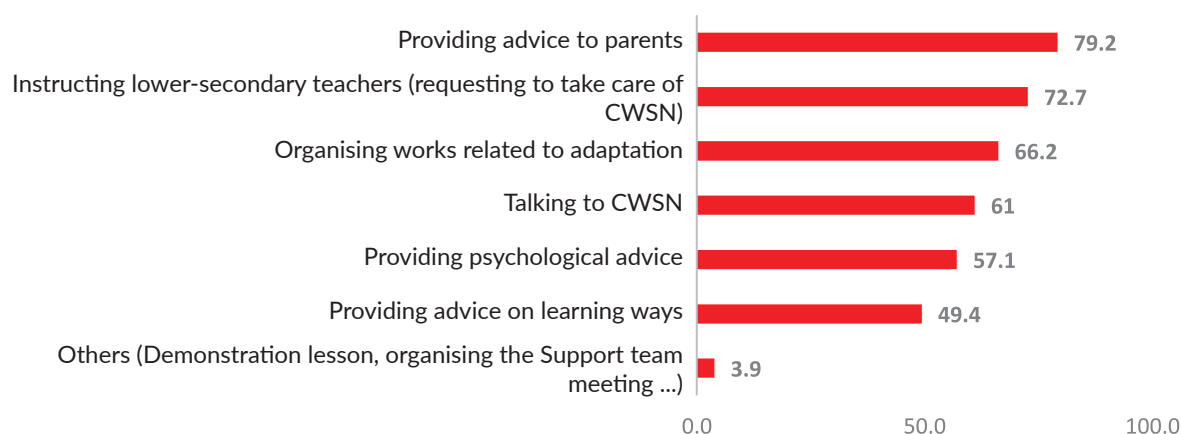 Providing advice to parents
79.2
Instructing lower-secondary teachers (requesting to take care of
CWSN)
72.7
Organising works related to adaptation
66.2
Talking to CWSN
61
Providing psychological advice
57.1
Providing advice on learning ways
49.4
Others (Demonstration lesson, organising the Support team
meeting ...)
3.9
0.0
50.0
100.0